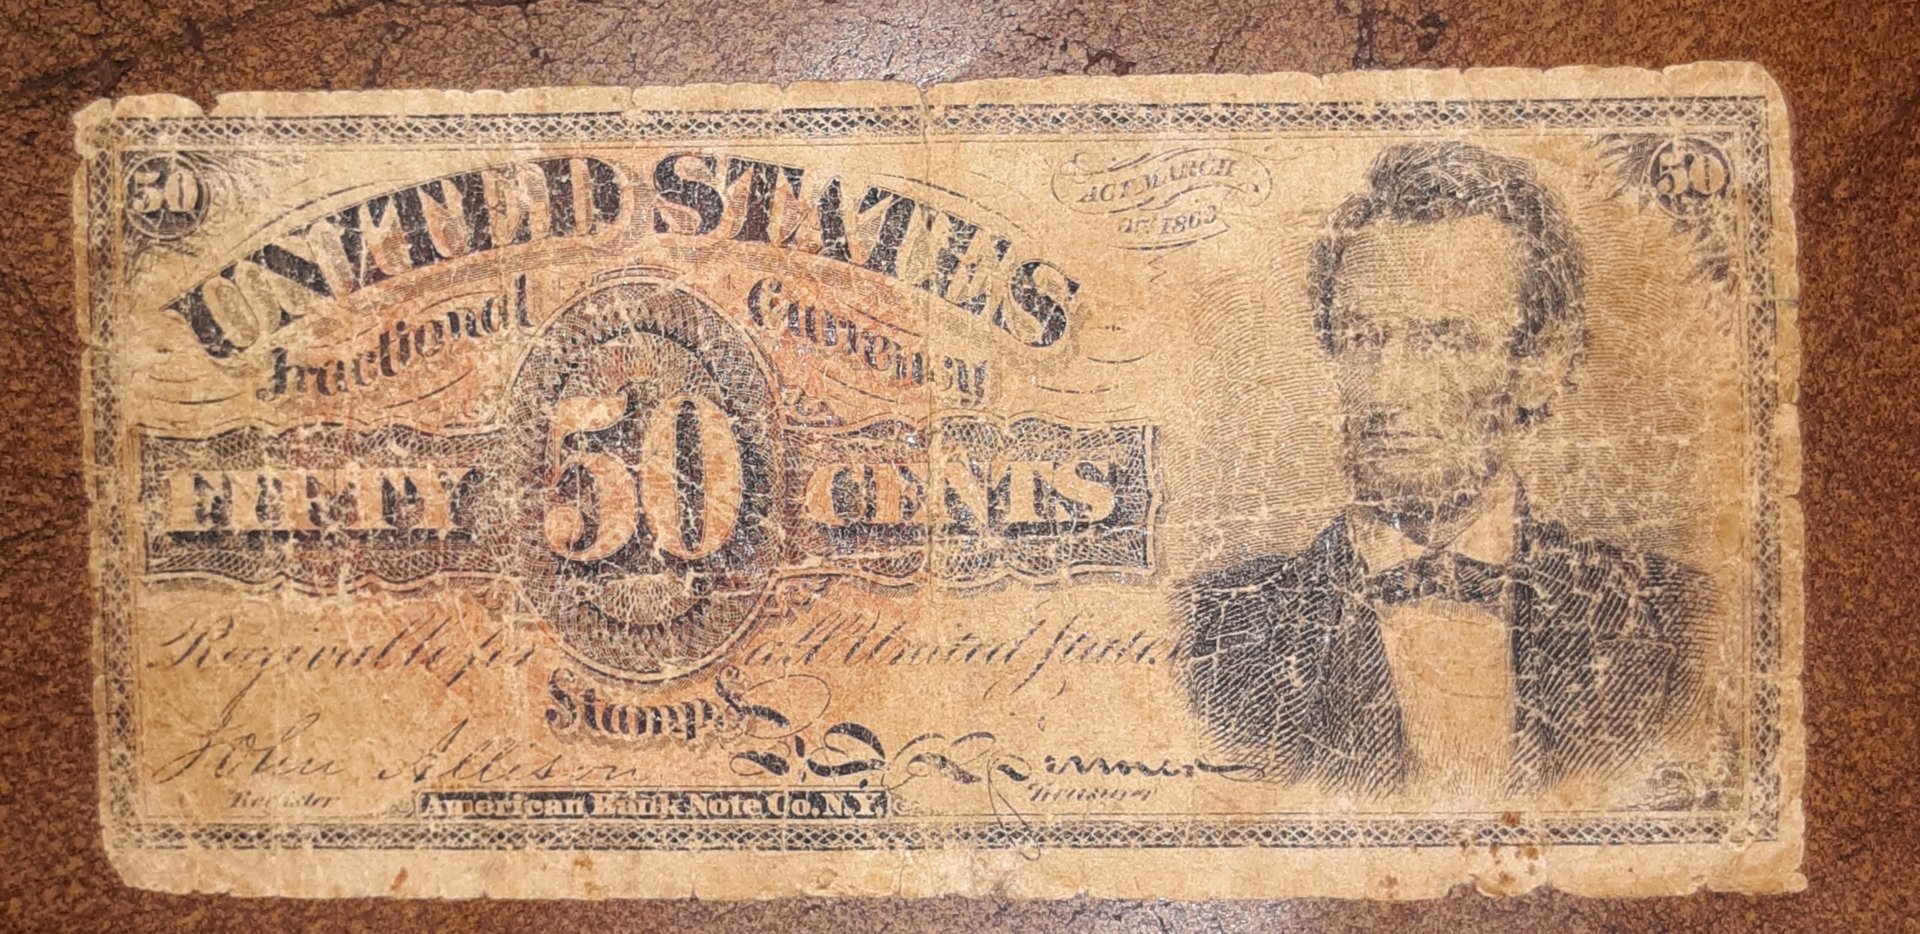 50
50
UNITED STATES
ACT MARCH
3RD 1863
Fractional Currency
FIFTY 50 CENTS
Receivable for all United States
Stamps
John Allison
Register
American Bank Note Co. N.Y.
Treasurer